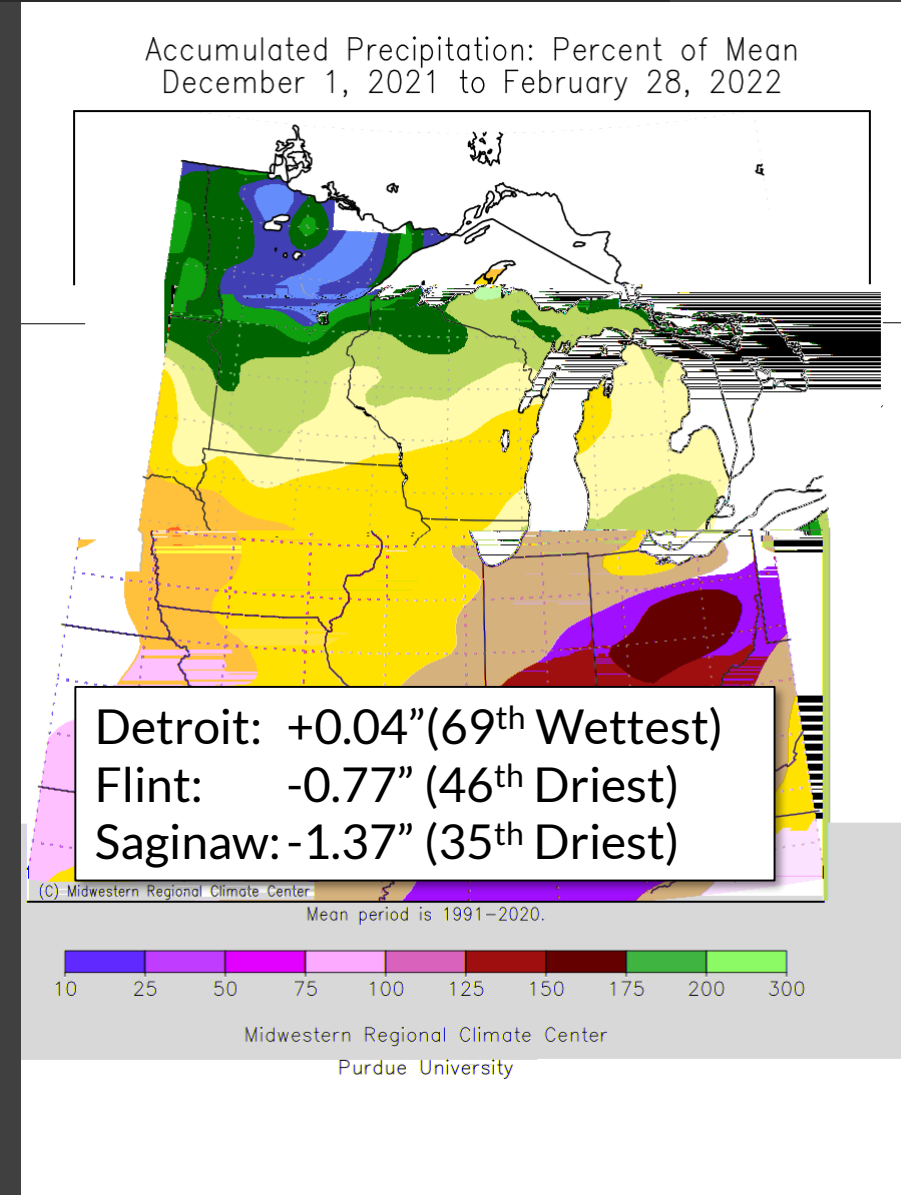 Accumulated Precipitation: Percent of Mean
December 1, 2021 to February 28, 2022
Detroit: +0.04”(69th Wettest)
Flint: -0.77” (46th Driest)
Saginaw: -1.37” (35th Driest)
(C) Midwestern Regional Climate Center
Mean period is 1991–2020.
10 25 50 75 100 125 150 175 200 300
Midwestern Regional Climate Center
Purdue University